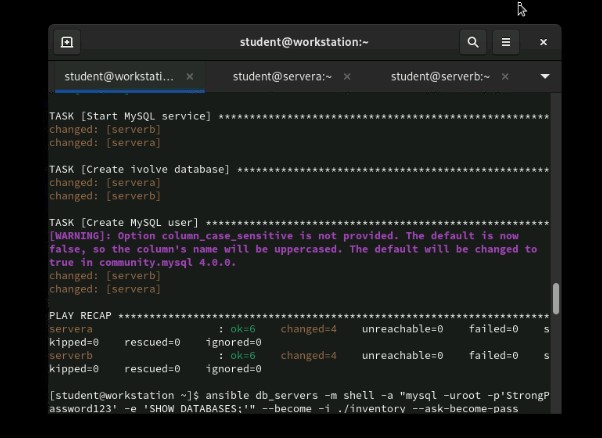 student@workstation:~
student@workstati... × student@servera:~ × student@serverb:~ ×
TASK [Start MySQL service] ****************************************************
changed: [serverb]
changed: [servera]
TASK [Create ivolve database] *************************************************
changed: [servera]
changed: [serverb]
TASK [Create MySQL user] ******************************************************
[WARNING]: Option column_case_sensitive is not provided. The default is now
false, so the column's name will be uppercased. The default will be changed to
true in community.mysql 4.0.0.
changed: [serverb]
changed: [servera]
PLAY RECAP ********************************************************************
servera : ok=6 changed=4 unreachable=0 failed=0 s
kipped=0 rescued=0 ignored=0
serverb : ok=6 changed=4 unreachable=0 failed=0 s
kipped=0 rescued=0 ignored=0
[student@workstation ~]$ ansible db_servers -m shell -a "mysql -uroot -p'StrongP
assword123' -e 'SHOW DATABASES;'" --become -i ./inventory --ask-become-pass